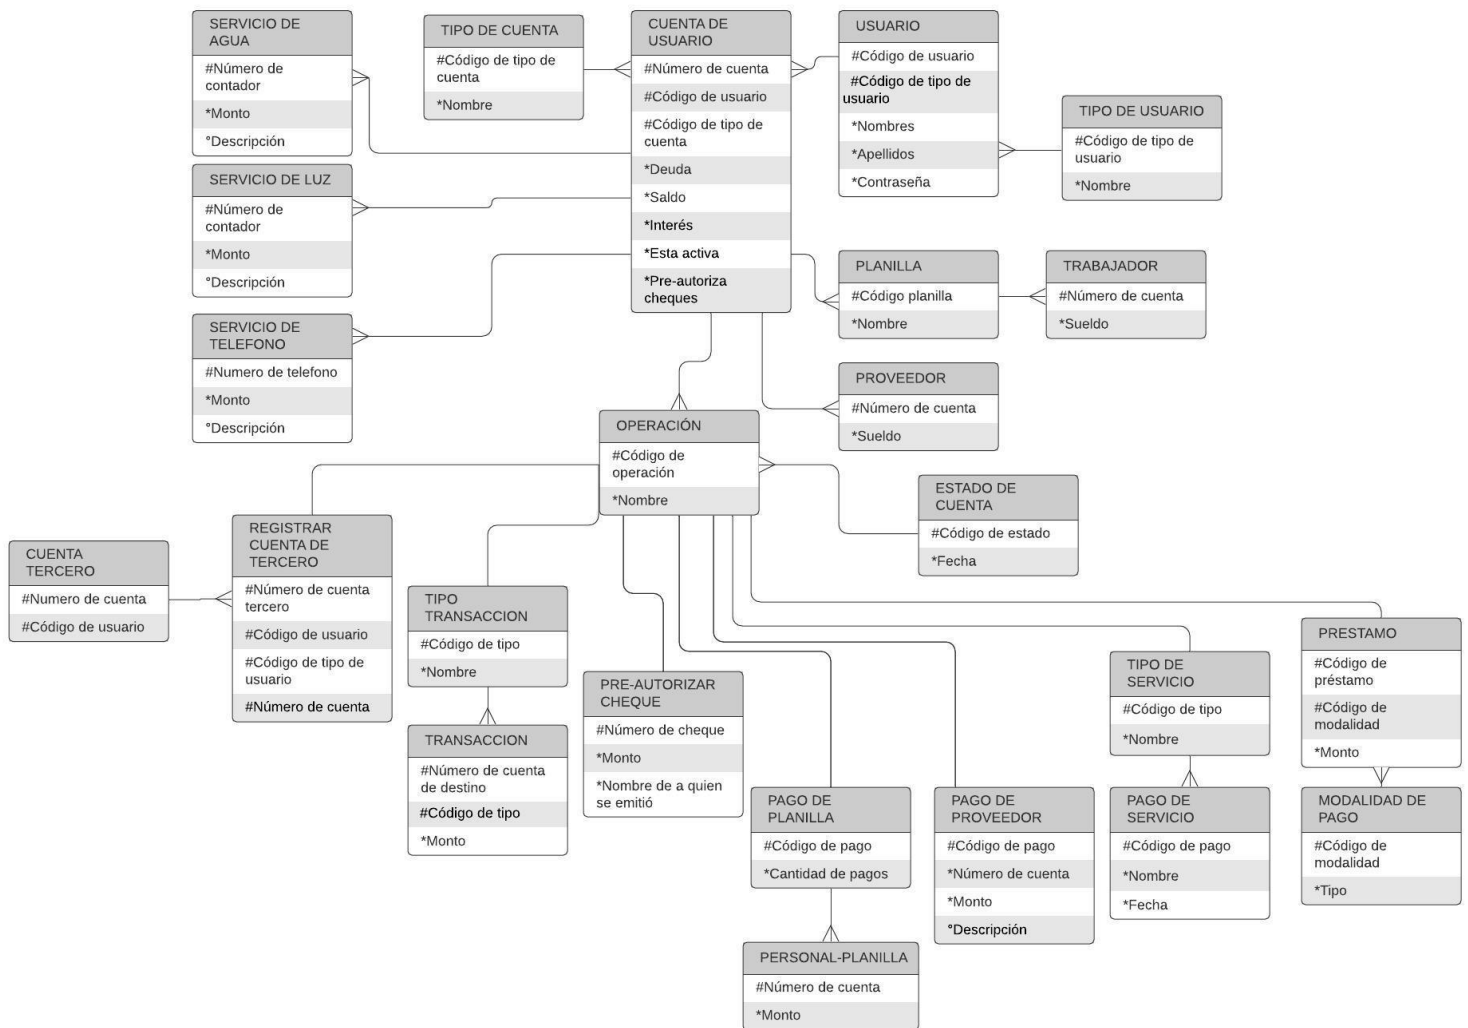 SERVICIO DE
AGUA
#Número de
contador
*Monto
°Descripción
TIPO DE CUENTA
#Código de tipo de
cuenta
*Nombre
CUENTA DE
USUARIO
#Número de cuenta
#Código de usuario
#Código de tipo de
cuenta
*Deuda
*Saldo
*Interés
*Esta activa
*Pre-autoriza
cheques
USUARIO
#Código de usuario
#Código de tipo de
usuario
*Nombres
*Apellidos
*Contraseña
TIPO DE USUARIO
#Código de tipo de
usuario
*Nombre
SERVICIO DE LUZ
#Número de
contador
*Monto
°Descripción
SERVICIO DE
TELEFONO
#Numero de telefono
*Monto
°Descripción
PLANILLA
#Código planilla
*Nombre
TRABAJADOR
#Número de cuenta
*Sueldo
PROVEEDOR
#Número de cuenta
*Sueldo
OPERACIÓN
#Código de
operación
*Nombre
ESTADO DE
CUENTA
#Código de estado
*Fecha
CUENTA
TERCERO
#Numero de cuenta
#Código de usuario
REGISTRAR
CUENTA DE
TERCERO
#Número de cuenta
tercero
#Código de usuario
#Código de tipo de
usuario
#Número de cuenta
TIPO
TRANSACCION
#Código de tipo
*Nombre
TRANSACCION
#Número de cuenta
de destino
#Código de tipo
*Monto
PRE-AUTORIZAR
CHEQUE
#Número de cheque
*Monto
*Nombre de a quien
se emitió
PAGO DE
PLANILLA
#Código de pago
*Cantidad de pagos
PERSONAL-PLANILLA
#Número de cuenta
*Monto
PAGO DE
PROVEEDOR
#Código de pago
*Número de cuenta
*Monto
°Descripción
TIPO DE
SERVICIO
#Código de tipo
*Nombre
PAGO DE
SERVICIO
#Código de pago
*Nombre
*Fecha
PRESTAMO
#Código de
préstamo
#Código de
modalidad
*Monto
MODALIDAD DE
PAGO
#Código de
modalidad
*Tipo